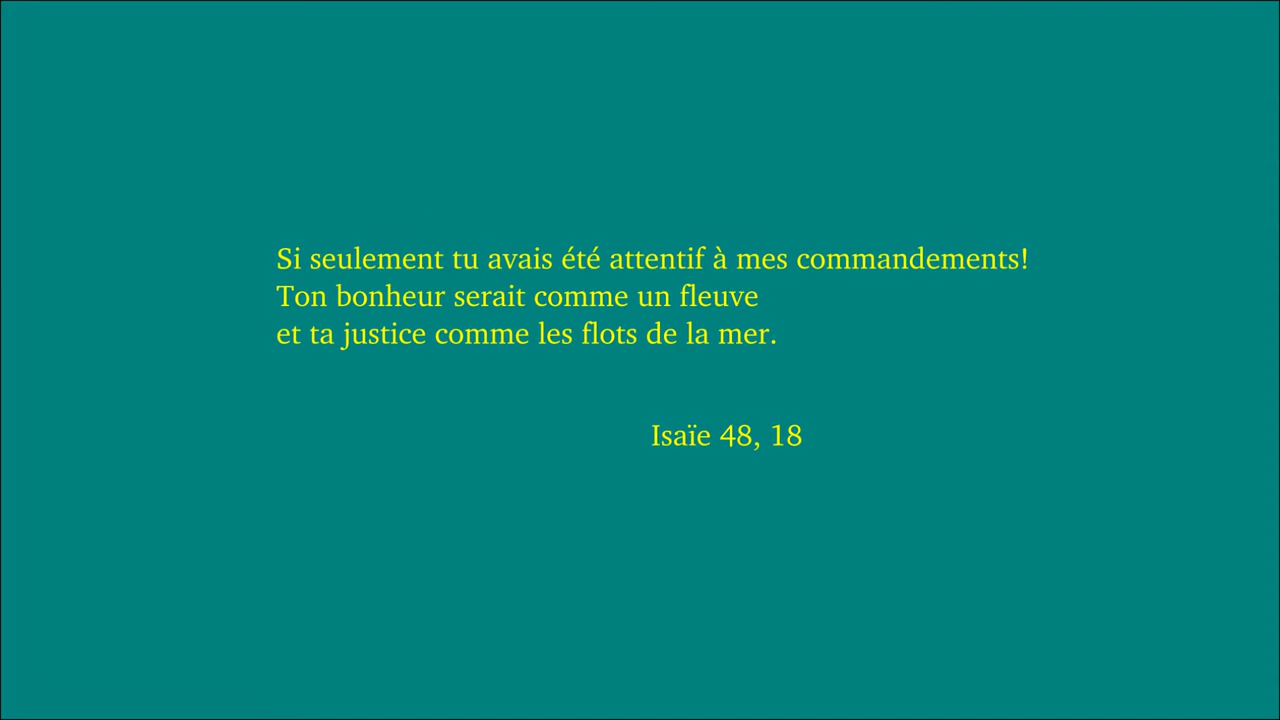 Si seulement tu avais été attentif à mes commandements!
Ton bonheur serait comme un fleuve
et ta justice comme les flots de la mer.
Isaïe 48, 18